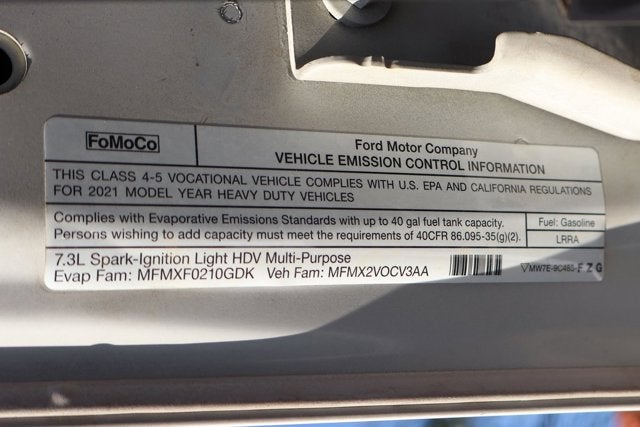 FoMoCo
Ford Motor Company
VEHICLE EMISSION CONTROL INFORMATION
THIS CLASS 4-5 VOCATIONAL VEHICLE COMPLIES WITH U.S. EPA AND CALIFORNIA REGULATIONS
FOR 2021 MODEL YEAR HEAVY DUTY VEHICLES
Complies with Evaporative Emissions Standards with up to 40 gal fuel tank capacity.
Persons wishing to add capacity must meet the requirements of 40CFR 86.095-35(g)(2).
Fuel: Gasoline
LRRA
7.3L Spark-Ignition Light HDV Multi-Purpose
Evap Fam: MFMXF0210GDK Veh Fam: MFMX2VOCV3AA
MW7E-9C485-FZG